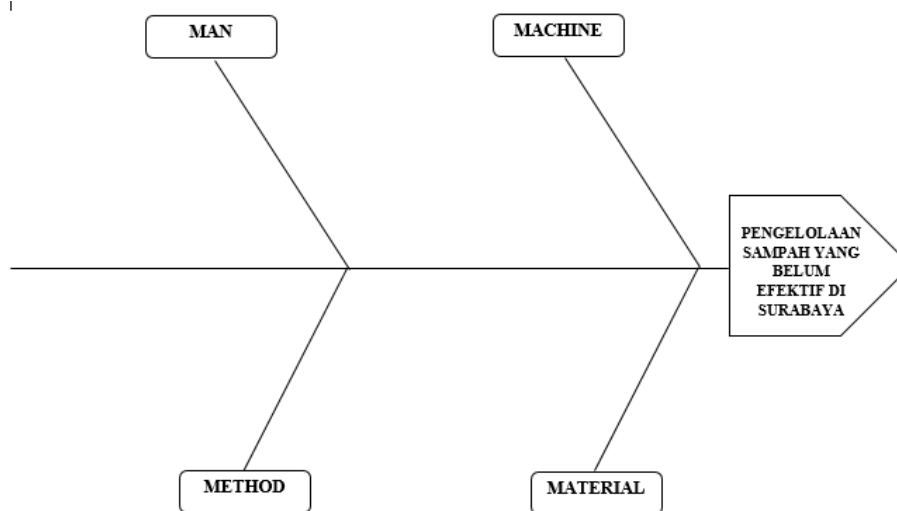 MAN
MACHINE
PENGELOLAAN
SAMPAH YANG
BELUM
EFEKTIF DI
SURABAYA
METHOD
MATERIAL